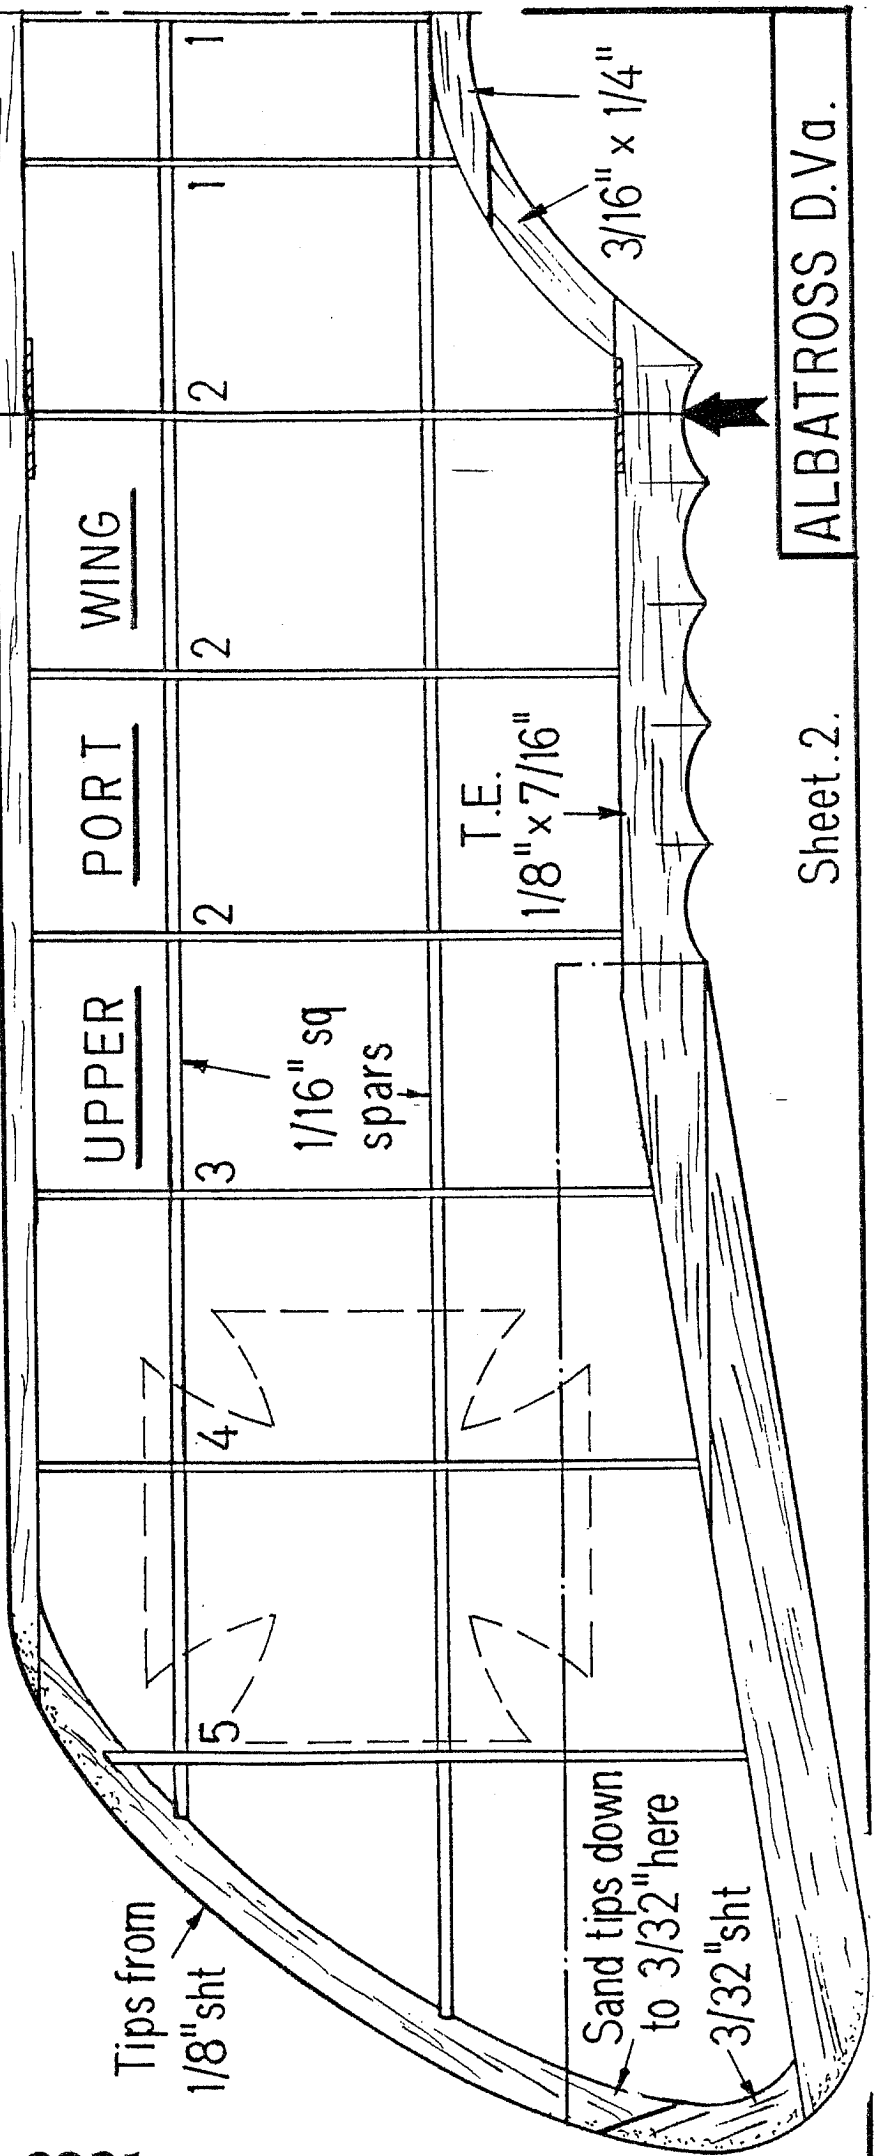 Tips from
1/8" sht
UPPER PORT WING
5
4
3
2
2
2
1
1
1/16" sq
spars
T.E.
1/8" x 7/16"
3/16" x 1/4"
Sand tips down
to 3/32" here
3/32" sht
Sheet.2.
ALBATROSS D.Va.